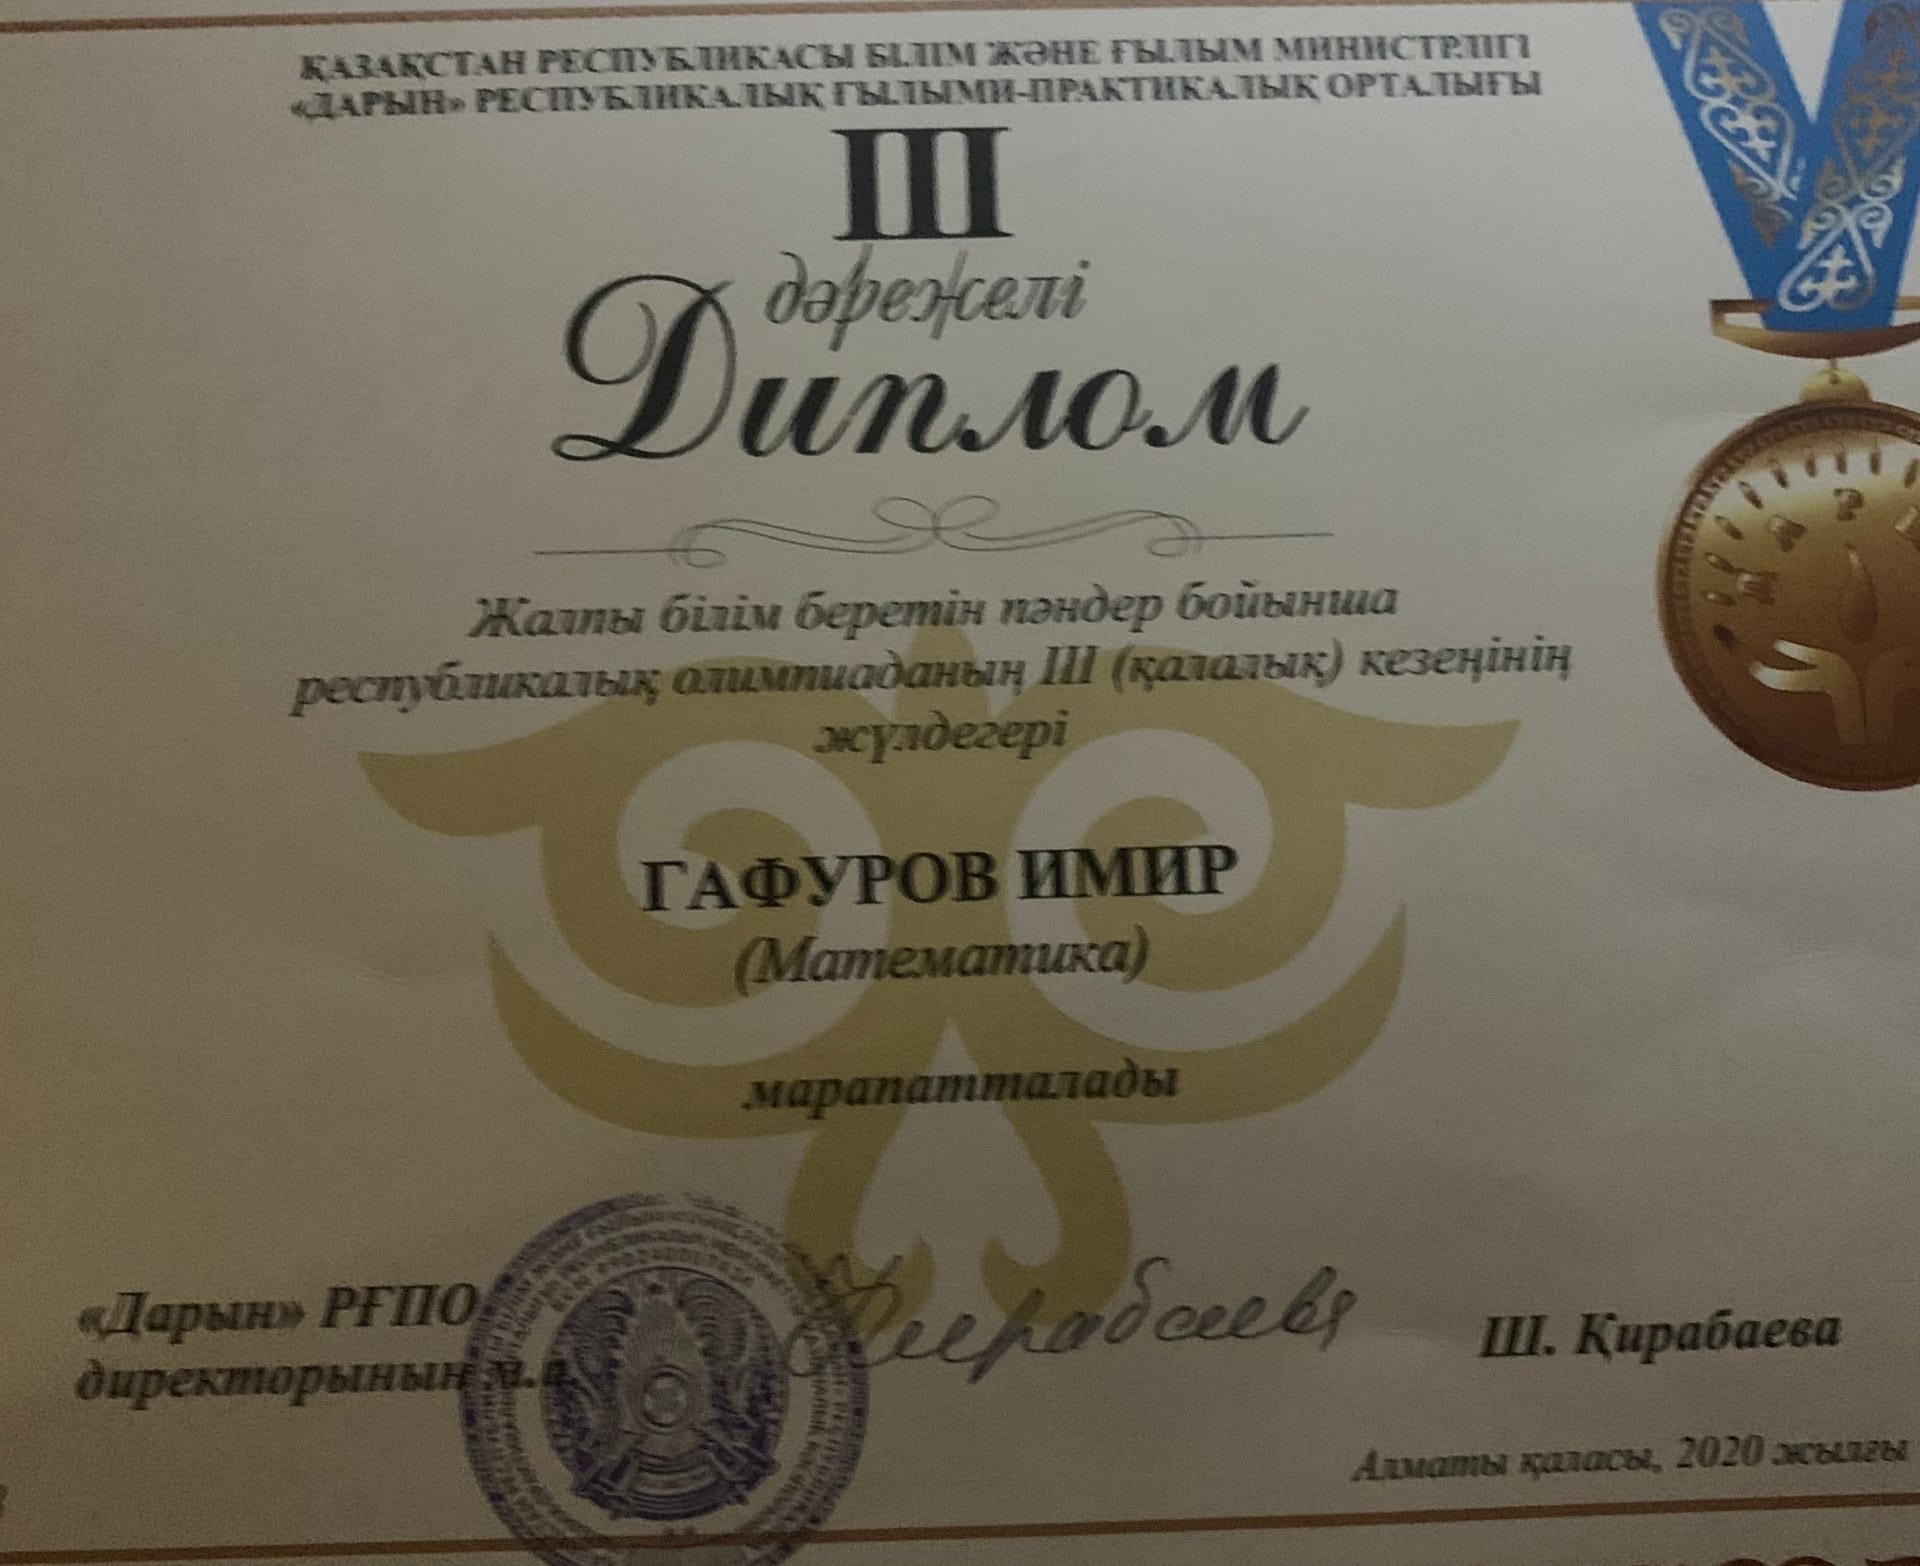 ҚАЗАҚСТАН РЕСПУБЛИКАСЫ БІЛІМ ЖӘНЕ ҒЫЛЫМ МИНИСТРЛІГІ
«ДАРЫН» РЕСПУБЛИКАЛЫҚ ҒЫЛЫМИ-ПРАКТИКАЛЫҚ ОРТАЛЫҒЫ
III
дәрежелі
Диплом
Жалпы білім беретін пәндер бойынша
республикалық олимпиаданың III (қалалық) кезеңінің
жүлдегері
ГАФУРОВ ИМИР
(Математика)
марапатталады
«Дарын» РҒПО
директорының м.а.
Кирабаева
Ш. Қирабаева
Алматы қаласы, 2020 жылғы